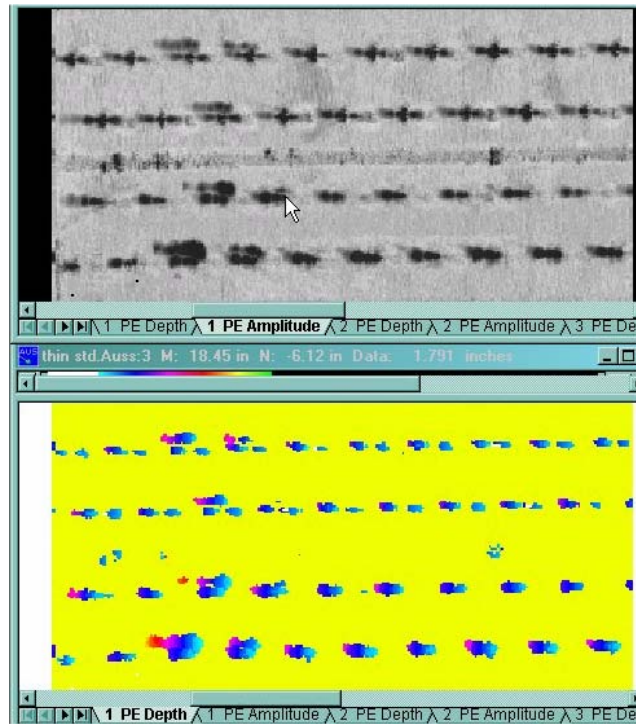 1 PE Depth 1 PE Amplitude 2 PE Depth 2 PE Amplitude 3 PE De
AUS thin std.Auss:3 M: 18.45 in N: -6.12 in Data: 1.791 inches
1 PE Depth 1 PE Amplitude 2 PE Depth 2 PE Amplitude 3 PE D